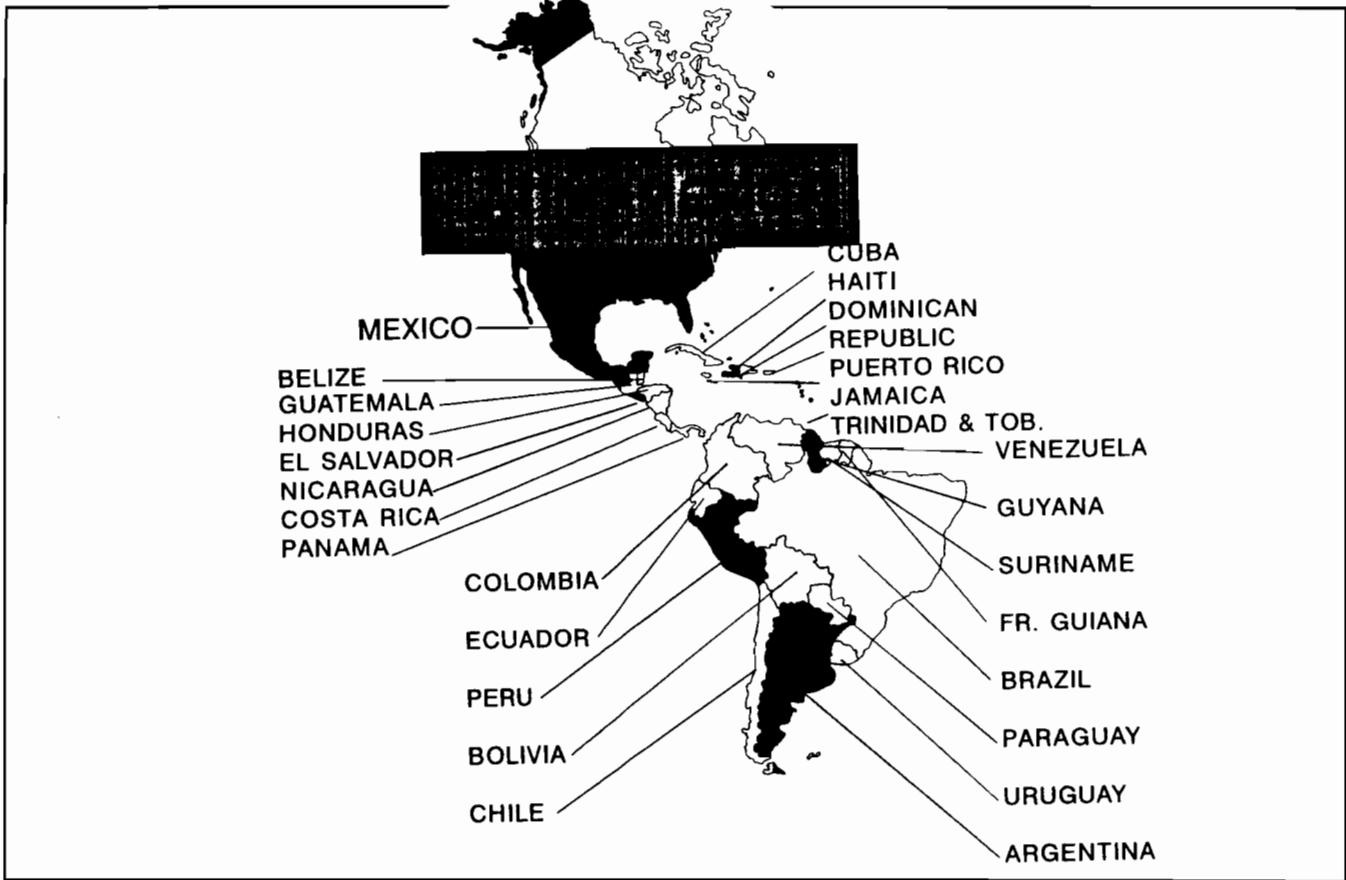 CUBA
HAITI
DOMINICAN
REPUBLIC
PUERTO RICO
JAMAICA
TRINIDAD & TOB.
VENEZUELA
GUYANA
SURINAME
FR. GUIANA
BRAZIL
PARAGUAY
URUGUAY
ARGENTINA
MEXICO
BELIZE
GUATEMALA
HONDURAS
EL SALVADOR
NICARAGUA
COSTA RICA
PANAMA
COLOMBIA
ECUADOR
PERU
BOLIVIA
CHILE